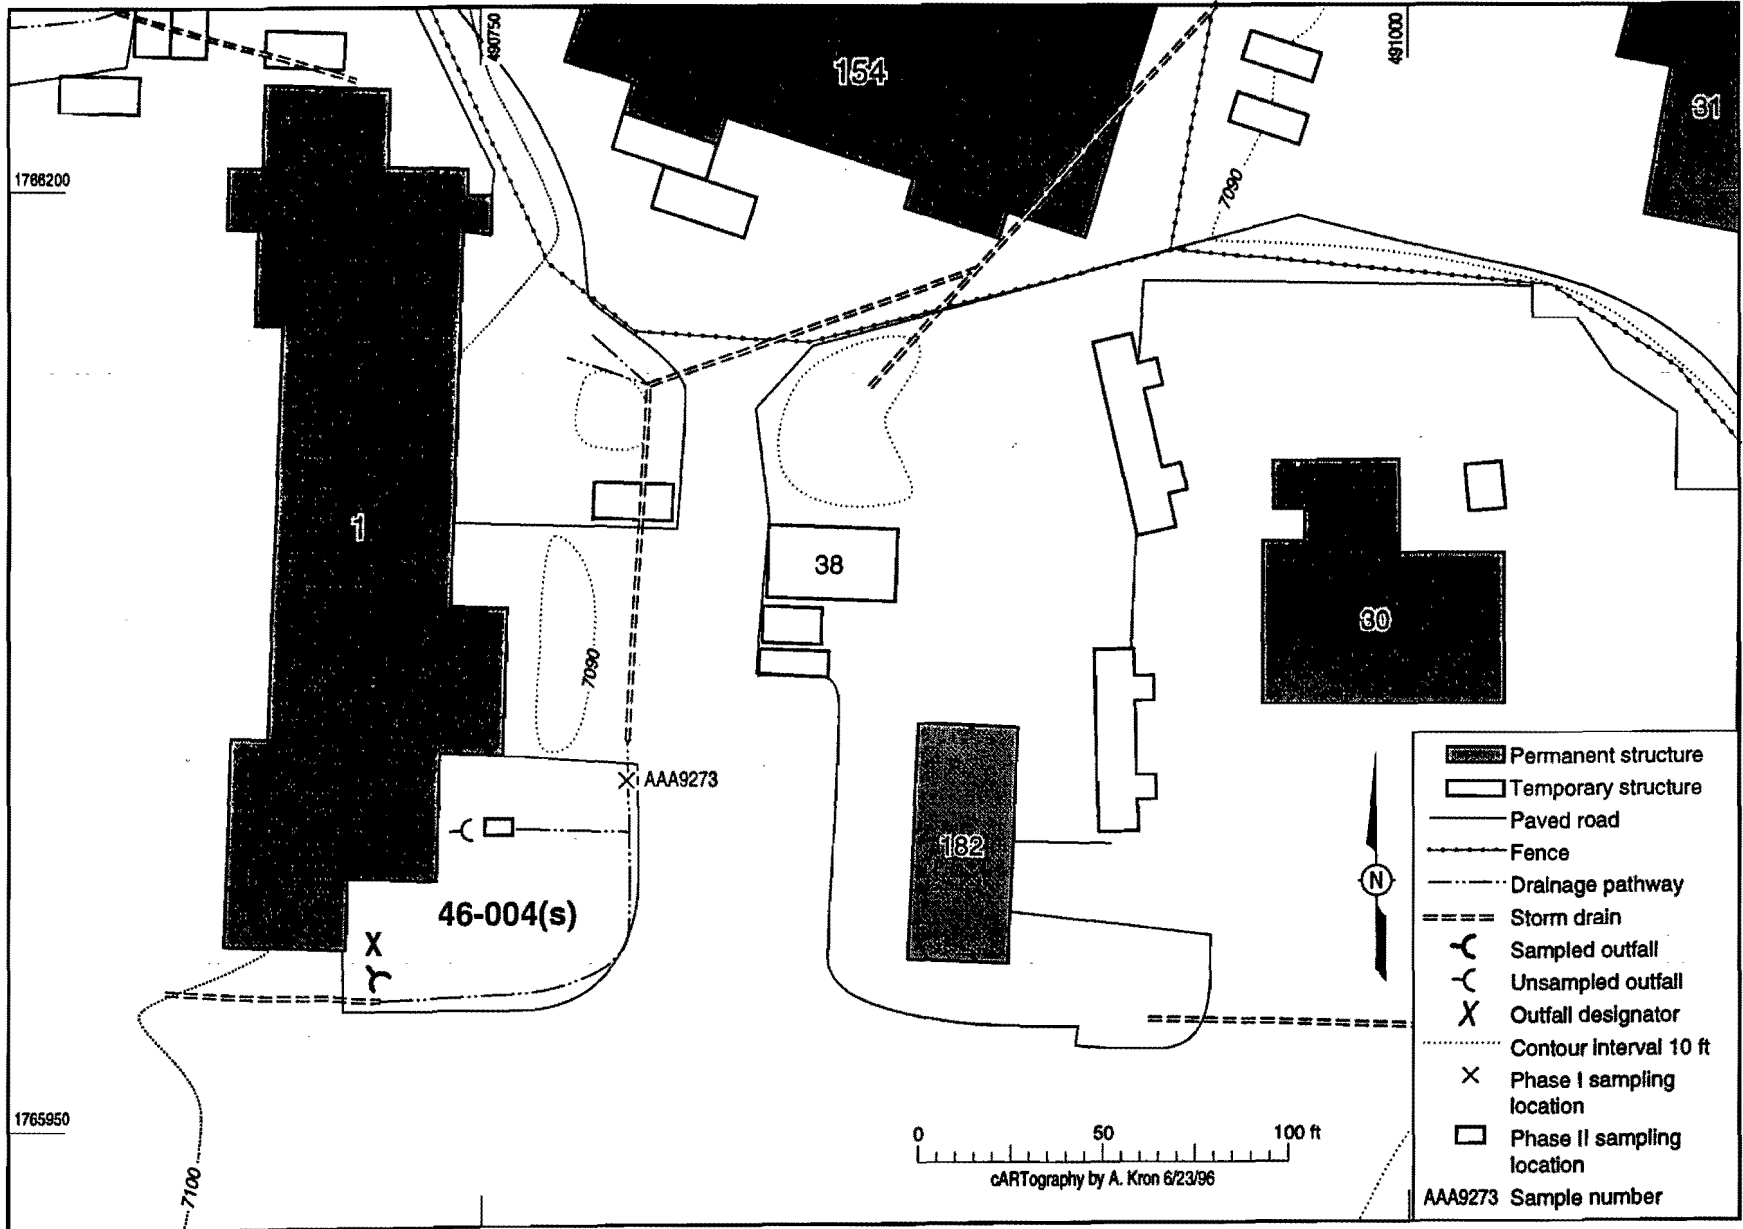 490750
491000
154
31
1766200
7090
1
38
30
7090
AAA9273
182
46-004(s)
X
N
1765950
7100
0 50 100 ft
cARTography by A. Kron 6/23/96
Permanent structure
Temporary structure
Paved road
Fence
Drainage pathway
Storm drain
Sampled outfall
Unsampled outfall
X Outfall designator
Contour interval 10 ft
Phase I sampling
location
Phase II sampling
location
AAA9273 Sample number